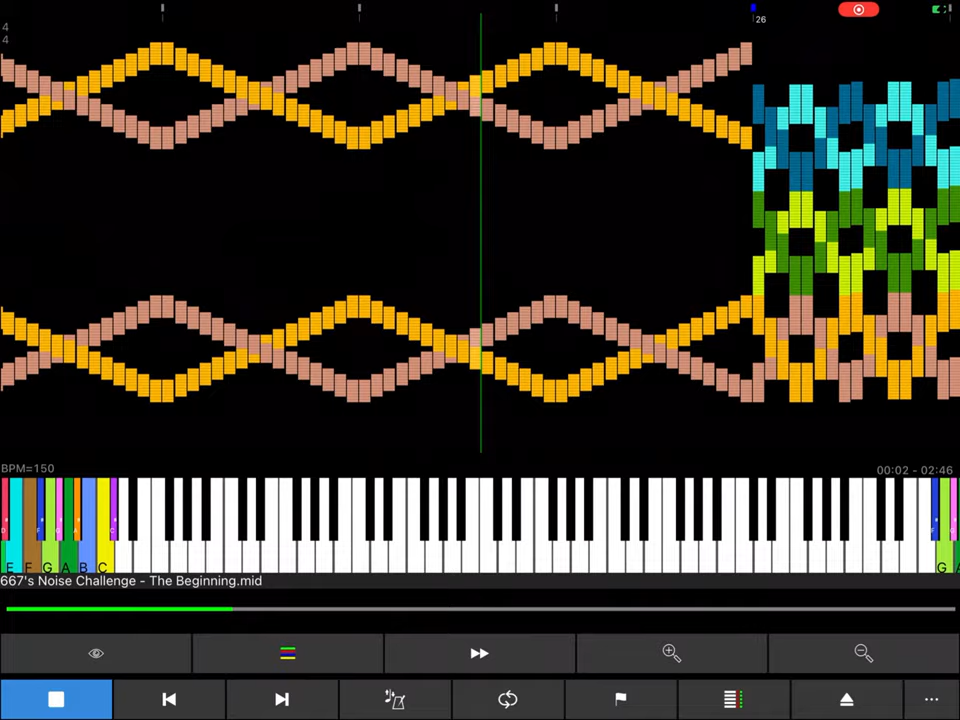 4
4
26
BPM=150
00:02 - 02:46
D F G A C F
E F G A B C G
667's Noise Challenge - The Beginning.mid